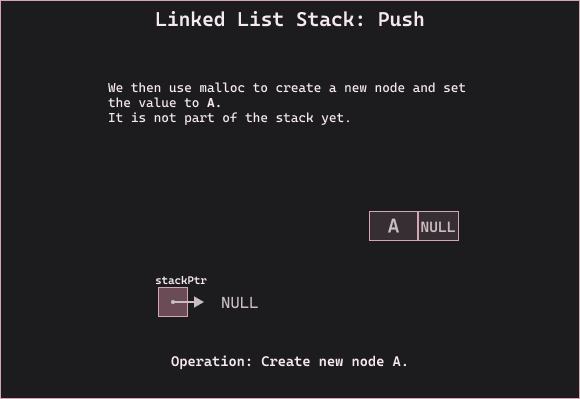 Linked List Stack: Push
We then use malloc to create a new node and set
the value to A.
It is not part of the stack yet.
A NULL
stackPtr
NULL
Operation: Create new node A.